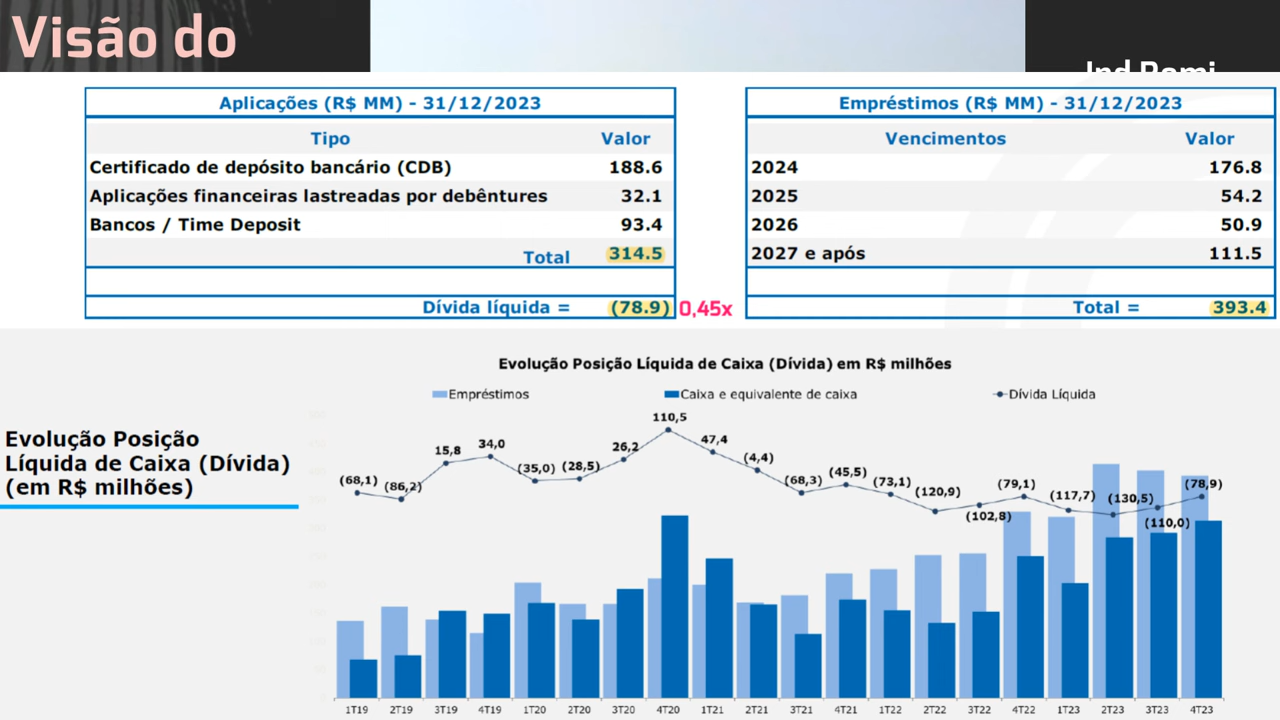 Visão do
Ind Romi
Aplicações (R$ MM) - 31/12/2023
Tipo Valor
Certificado de depósito bancário (CDB) 188.6
Aplicações financeiras lastreadas por debêntures 32.1
Bancos / Time Deposit 93.4
Total 314.5
Dívida líquida = (78.9) 0,45x
Empréstimos (R$ MM) - 31/12/2023
Vencimentos Valor
2024 176.8
2025 54.2
2026 50.9
2027 e após 111.5
Total = 393.4
Evolução Posição
Líquida de Caixa (Dívida)
(em R$ milhões)
Evolução Posição Líquida de Caixa (Dívida) em R$ milhões
Empréstimos Caixa e equivalente de caixa Dívida Líquida
(68,1) (86,2) 15,8 34,0 (35,0) (28,5) 26,2 110,5 47,4 (4,4) (68,3) (45,5) (73,1) (120,9) (102,8) (79,1) (117,7) (130,5) (110,0) (78,9)
1T19 2T19 3T19 4T19 1T20 2T20 3T20 4T20 1T21 2T21 3T21 4T21 1T22 2T22 3T22 4T22 1T23 2T23 3T23 4T23